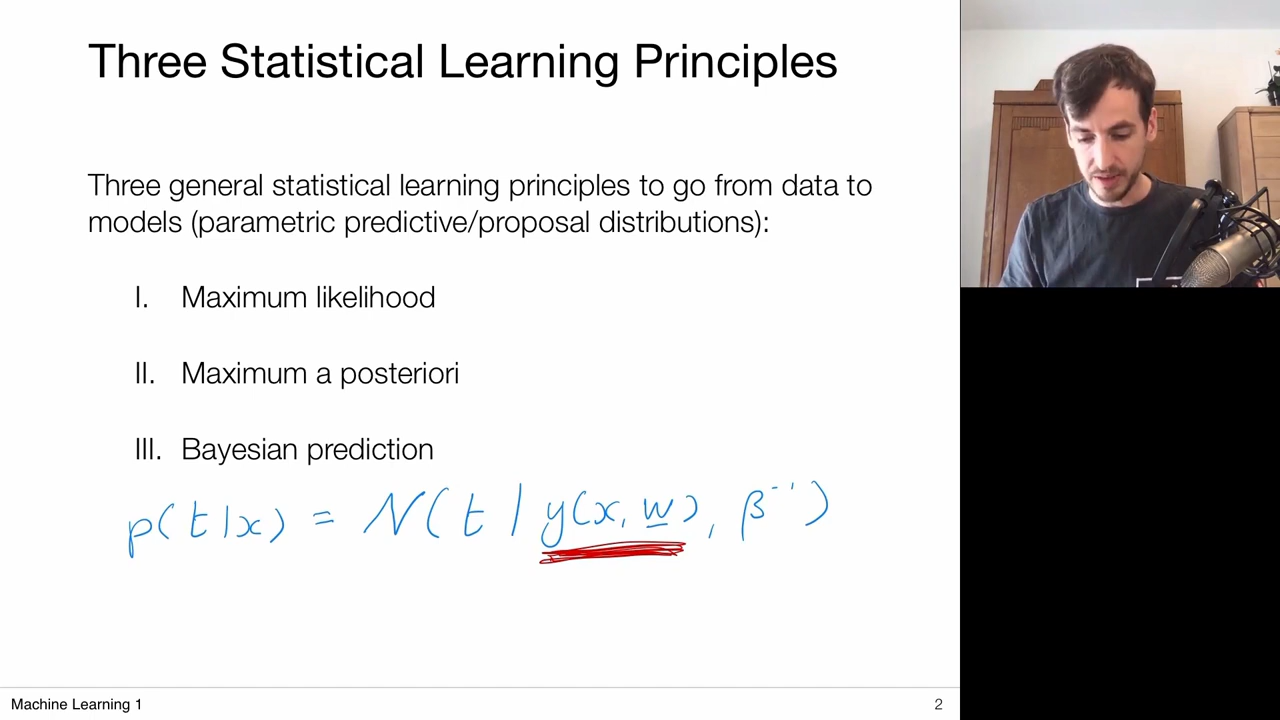 Three Statistical Learning Principles
Three general statistical learning principles to go from data to
models (parametric predictive/proposal distributions):
I. Maximum likelihood
II. Maximum a posteriori
III. Bayesian prediction
p(t|x) = N(t | y(x, w), β⁻¹)
Machine Learning 1
2